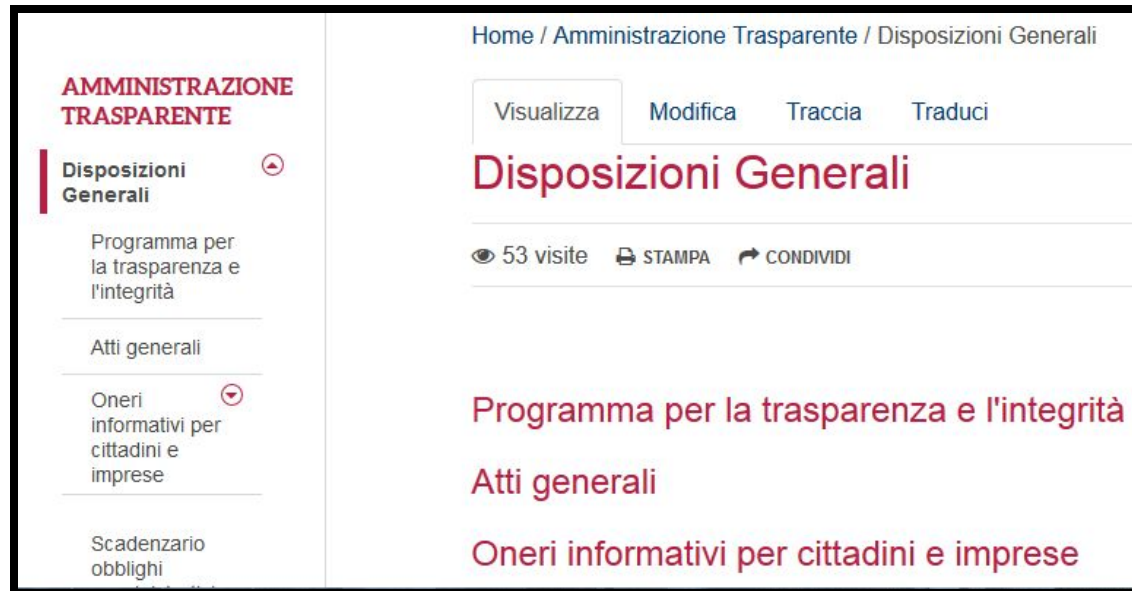 AMMINISTRAZIONE
TRASPARENTE
Disposizioni
Generali
Programma per
la trasparenza e
l'integrità
Atti generali
Oneri
informativi per
cittadini e
imprese
Scadenzario
obblighi
Home / Amministrazione Trasparente / Disposizioni Generali
Visualizza Modifica Traccia Traduci
Disposizioni Generali
53 visite STAMPA CONDIVIDI
Programma per la trasparenza e l'integrità
Atti generali
Oneri informativi per cittadini e imprese